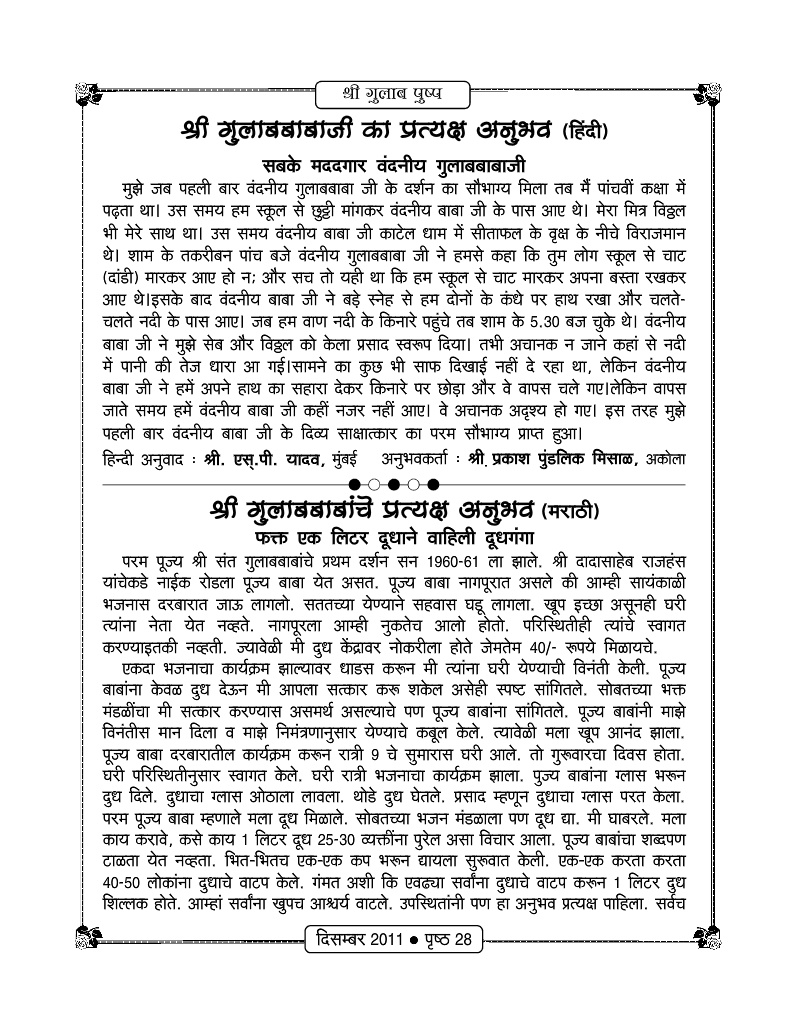 श्री गुलाब पुष्प
श्री गुलाबबाबाजी का प्रत्यक्ष अनुभव (हिंदी)
सबके मददगार वंदनीय गुलाबबाबाजी
मुझे जब पहली बार वंदनीय गुलाबबाबा जी के दर्शन का सौभाग्य मिला तब मैं पांचवीं कक्षा में
पढ़ता था। उस समय हम स्कूल से छुट्टी मांगकर वंदनीय बाबा जी के पास आए थे। मेरा मित्र विठ्ठल
भी मेरे साथ था। उस समय वंदनीय बाबा जी काटेल धाम में सीताफल के वृक्ष के नीचे विराजमान
थे। शाम के तकरीबन पांच बजे वंदनीय गुलाबबाबा जी ने हमसे कहा कि तुम लोग स्कूल से चाट
(दांडी) मारकर आए हो न; और सच तो यही था कि हम स्कूल से चाट मारकर अपना बस्ता रखकर
आए थे।इसके बाद वंदनीय बाबा जी ने बड़े स्नेह से हम दोनों के कंधे पर हाथ रखा और चलते-
चलते नदी के पास आए। जब हम वाण नदी के किनारे पहुंचे तब शाम के 5.30 बज चुके थे। वंदनीय
बाबा जी ने मुझे सेब और विठ्ठल को केला प्रसाद स्वरूप दिया। तभी अचानक न जाने कहां से नदी
में पानी की तेज धारा आ गई।सामने का कुछ भी साफ दिखाई नहीं दे रहा था, लेकिन वंदनीय
बाबा जी ने हमें अपने हाथ का सहारा देकर किनारे पर छोड़ा और वे वापस चले गए।लेकिन वापस
जाते समय हमें वंदनीय बाबा जी कहीं नजर नहीं आए। वे अचानक अदृश्य हो गए। इस तरह मुझे
पहली बार वंदनीय बाबा जी के दिव्य साक्षात्कार का परम सौभाग्य प्राप्त हुआ।
हिन्दी अनुवाद : श्री. एस्.पी. यादव, मुंबई अनुभवकर्ता : श्री. प्रकाश पुंडलिक मिसाळ, अकोला
श्री गुलाबबाबांचे प्रत्यक्ष अनुभव (मराठी)
फक्त एक लिटर दूधाने वाहिली दूधगंगा
परम पूज्य श्री संत गुलाबबाबांचे प्रथम दर्शन सन 1960-61 ला झाले. श्री दादासाहेब राजहंस
यांचेकडे नाईक रोडला पूज्य बाबा येत असत. पूज्य बाबा नागपूरात असले की आम्ही सायंकाळी
भजनास दरबारात जाऊ लागलो. सततच्या येण्याने सहवास घडू लागला. खूप इच्छा असूनही घरी
त्यांना नेता येत नव्हते. नागपूरला आम्ही नुकतेच आलो होतो. परिस्थितीही त्यांचे स्वागत
करण्याइतकी नव्हती. ज्यावेळी मी दुध केंद्रावर नोकरीला होते जेमतेम 40/- रूपये मिळायचे.
एकदा भजनाचा कार्यक्रम झाल्यावर धाडस करून मी त्यांना घरी येण्याची विनंती केली. पूज्य
बाबांना केवळ दुध देऊन मी आपला सत्कार करू शकेल असेही स्पष्ट सांगितले. सोबतच्या भक्त
मंडळींचा मी सत्कार करण्यास असमर्थ असल्याचे पण पूज्य बाबांना सांगितले. पूज्य बाबांनी माझे
विनंतीस मान दिला व माझे निमंत्रणानुसार येण्याचे कबूल केले. त्यावेळी मला खूप आनंद झाला.
पूज्य बाबा दरबारातील कार्यक्रम करून रात्री 9 चे सुमारास घरी आले. तो गुरूवारचा दिवस होता.
घरी परिस्थितीनुसार स्वागत केले. घरी रात्री भजनाचा कार्यक्रम झाला. पुज्य बाबांना ग्लास भरून
दुध दिले. दुधाचा ग्लास ओठाला लावला. थोडे दुध घेतले. प्रसाद म्हणून दुधाचा ग्लास परत केला.
परम पूज्य बाबा म्हणाले मला दूध मिळाले. सोबतच्या भजन मंडळाला पण दूध द्या. मी घाबरले. मला
काय करावे, कसे काय 1 लिटर दूध 25-30 व्यक्तींना पुरेल असा विचार आला. पूज्य बाबांचा शब्दपण
टाळता येत नव्हता. भित-भितच एक-एक कप भरून द्यायला सुरूवात केली. एक-एक करता करता
40-50 लोकांना दुधाचे वाटप केले. गंमत अशी कि एवढ्या सर्वांना दुधाचे वाटप करून 1 लिटर दुध
शिल्लक होते. आम्हां सर्वांना खुपच आश्चर्य वाटले. उपस्थितांनी पण हा अनुभव प्रत्यक्ष पाहिला. सर्वच
दिसम्बर 2011 ● पृष्ठ 28